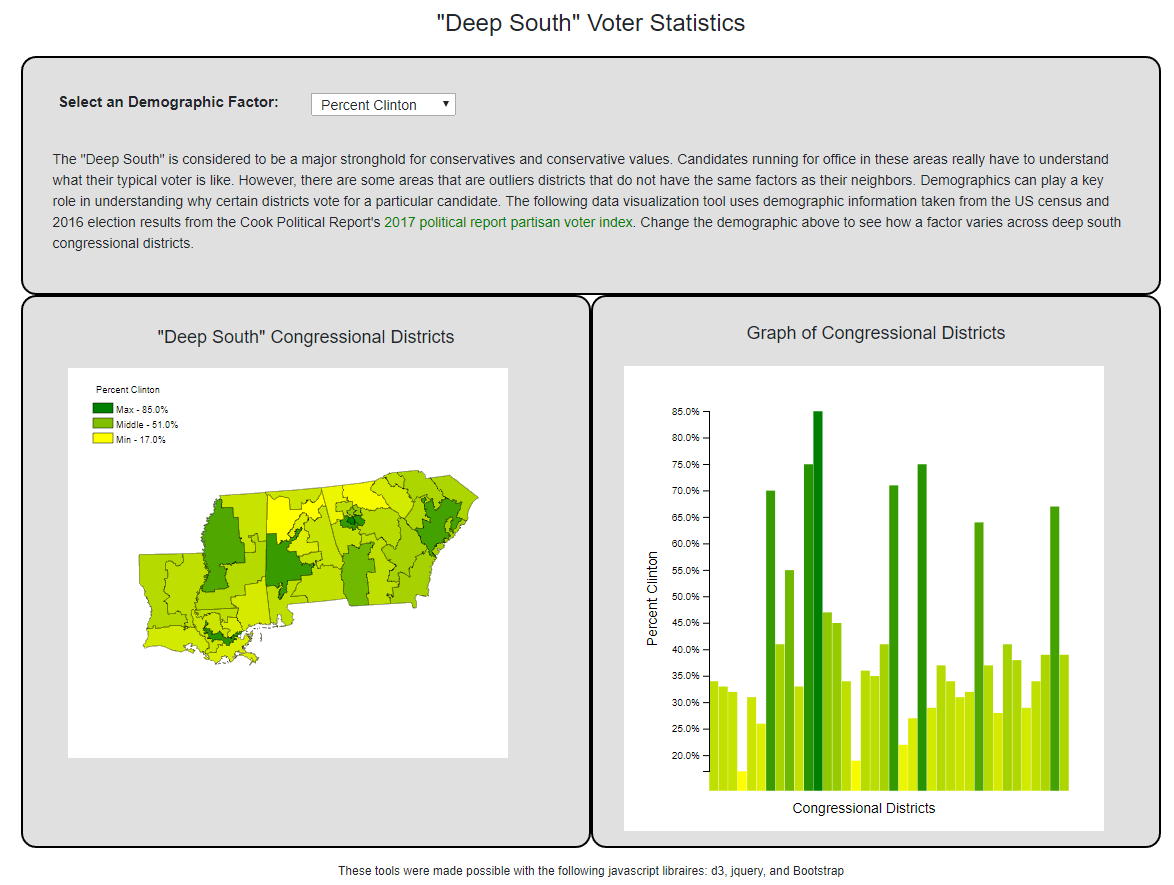 "Deep South" Voter Statistics
Select an Demographic Factor:
Percent Clinton
The "Deep South" is considered to be a major stronghold for conservatives and conservative values. Candidates running for office in these areas really have to understand
what their typical voter is like. However, there are some areas that are outliers districts that do not have the same factors as their neighbors. Demographics can play a key
role in understanding why certain districts vote for a particular candidate. The following data visualization tool uses demographic information taken from the US census and
2016 election results from the Cook Political Report's 2017 political report partisan voter index. Change the demographic above to see how a factor varies across deep south
congressional districts.
"Deep South" Congressional Districts
Percent Clinton
Max - 85.0%
Middle - 51.0%
Min - 17.0%
Graph of Congressional Districts
85.0%
80.0%
75.0%
70.0%
65.0%
60.0%
55.0%
50.0%
45.0%
40.0%
35.0%
30.0%
25.0%
20.0%
Percent Clinton
Congressional Districts
These tools were made possible with the following javascript libraires: d3, jquery, and Bootstrap